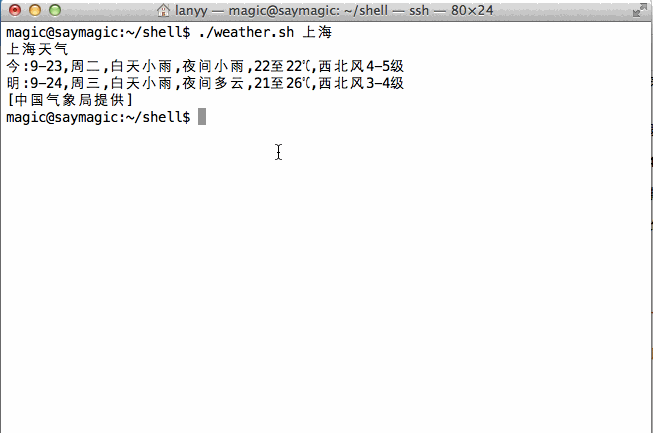 lanyy — magic@saymagic: ~/shell — ssh — 80×24
magic@saymagic:~/shell$ ./weather.sh 上海
上海天气
今:9-23,周二,白天小雨,夜间小雨,22至22℃,西北风4-5级
明:9-24,周三,白天小雨,夜间多云,21至26℃,西北风3-4级
[中国气象局提供]
magic@saymagic:~/shell$